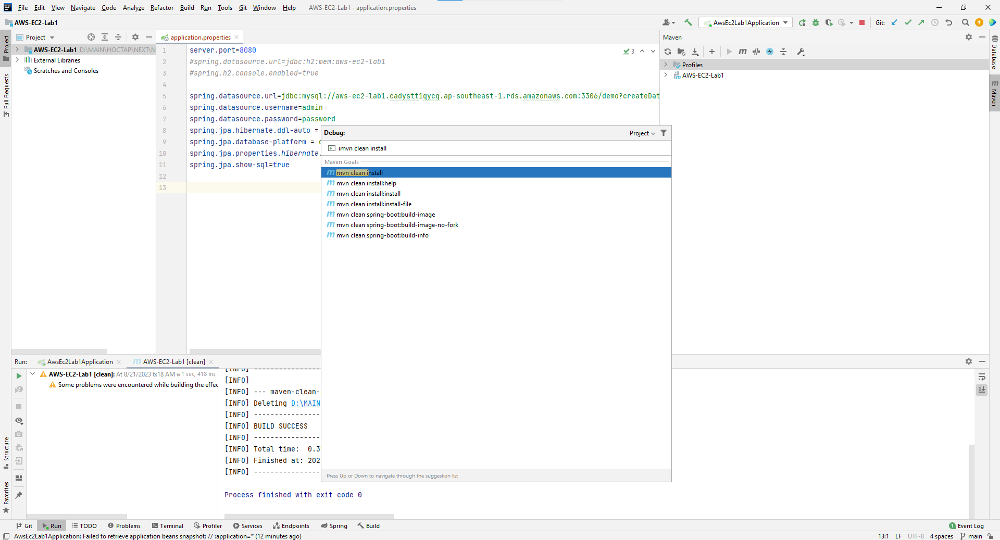 File Edit View Navigate Code Analyze Refactor Build Run Tools Git Window Help AWS-EC2-Lab1 - application.properties
AWS-EC2-Lab1
AwsEc2Lab1Application
Git:
Project
application.properties
Maven
AWS-EC2-Lab1 D:\MAIN\HOCTAP\NEXT\N
External Libraries
Scratches and Consoles
Project
Pull Requests
Structure
Favorites
1 server.port=8080
2 #spring.datasource.url=jdbc:h2:mem:aws-ec2-lab1
3 #spring.h2.console.enabled=true
4
5 spring.datasource.url=jdbc:mysql://aws-ec2-lab1.cadystt1qycq.ap-southeast-1.rds.amazonaws.com:3306/demo?createDat
6 spring.datasource.username=admin
7 spring.datasource.password=password
8 spring.jpa.hibernate.ddl-auto =
9 spring.jpa.database-platform =
10 spring.jpa.properties.hibernate.
11 spring.jpa.show-sql=true
12
13
3
Profiles
AWS-EC2-Lab1
Database
Maven
Debug:
Project
imvn clean install
Maven Goals
mvn clean install
mvn clean install:help
mvn clean install:install
mvn clean install:install-file
mvn clean spring-boot:build-image
mvn clean spring-boot:build-image-no-fork
mvn clean spring-boot:build-info
Press Up or Down to navigate through the suggestion list
Run: AwsEc2Lab1Application AWS-EC2-Lab1 [clean]
AWS-EC2-Lab1 [clean]: At 8/21/2023 6:18 AM w 1 sec, 418 ms
Some problems were encountered while building the effec
[INFO] ----------------
[INFO]
[INFO] --- maven-clean-
[INFO] Deleting D:\MAIN
[INFO] ----------------
[INFO] BUILD SUCCESS
[INFO] ----------------
[INFO] Total time:  0.3
[INFO] Finished at: 202
[INFO] ----------------
Process finished with exit code 0
Git Run TODO Problems Terminal Profiler Services Endpoints Spring Build
1 Event Log
AwsEc2Lab1Application: Failed to retrieve application beans snapshot: // :application=* (12 minutes ago)
13:1 LF UTF-8 4 spaces main